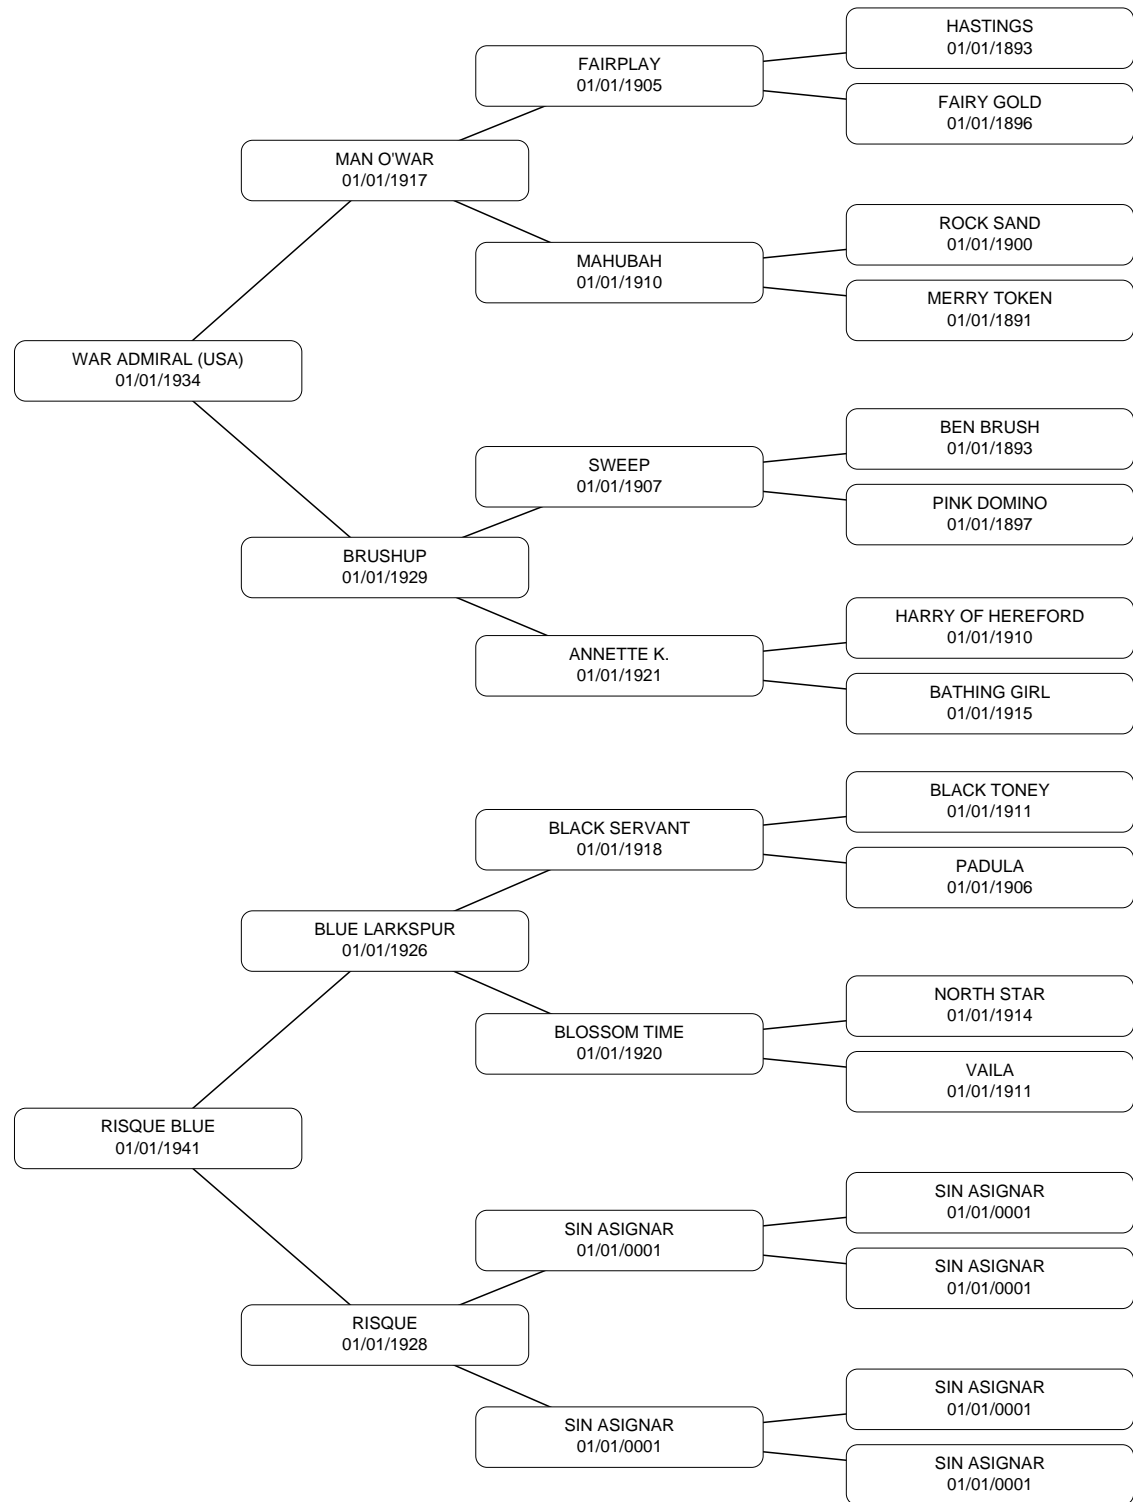 HASTINGS
01/01/1893
FAIRPLAY
01/01/1905
FAIRY GOLD
01/01/1896
MAN O'WAR
01/01/1917
ROCK SAND
01/01/1900
MAHUBAH
01/01/1910
MERRY TOKEN
01/01/1891
WAR ADMIRAL (USA)
01/01/1934
BEN BRUSH
01/01/1893
SWEEP
01/01/1907
PINK DOMINO
01/01/1897
BRUSHUP
01/01/1929
HARRY OF HEREFORD
01/01/1910
ANNETTE K.
01/01/1921
BATHING GIRL
01/01/1915
BLACK TONEY
01/01/1911
BLACK SERVANT
01/01/1918
PADULA
01/01/1906
BLUE LARKSPUR
01/01/1926
NORTH STAR
01/01/1914
BLOSSOM TIME
01/01/1920
VAILA
01/01/1911
RISQUE BLUE
01/01/1941
SIN ASIGNAR
01/01/0001
SIN ASIGNAR
01/01/0001
SIN ASIGNAR
01/01/0001
RISQUE
01/01/1928
SIN ASIGNAR
01/01/0001
SIN ASIGNAR
01/01/0001
SIN ASIGNAR
01/01/0001